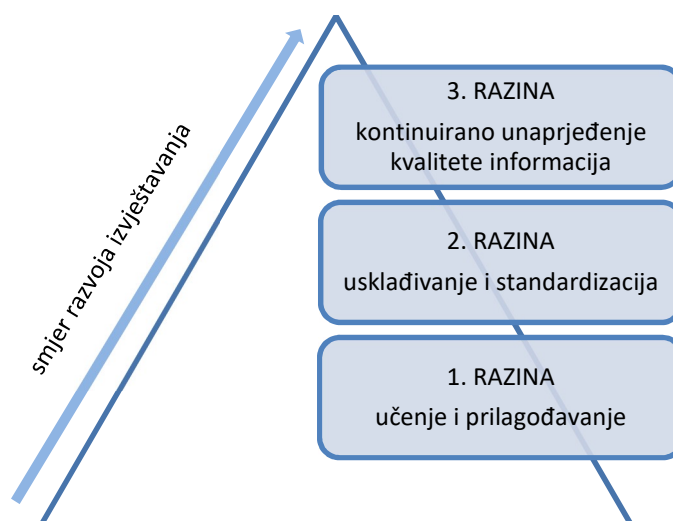 smjer razvoja izvještavanja
3. RAZINA
kontinuirano unaprjeđenje
kvalitete informacija
2. RAZINA
usklađivanje i standardizacija
1. RAZINA
učenje i prilagođavanje